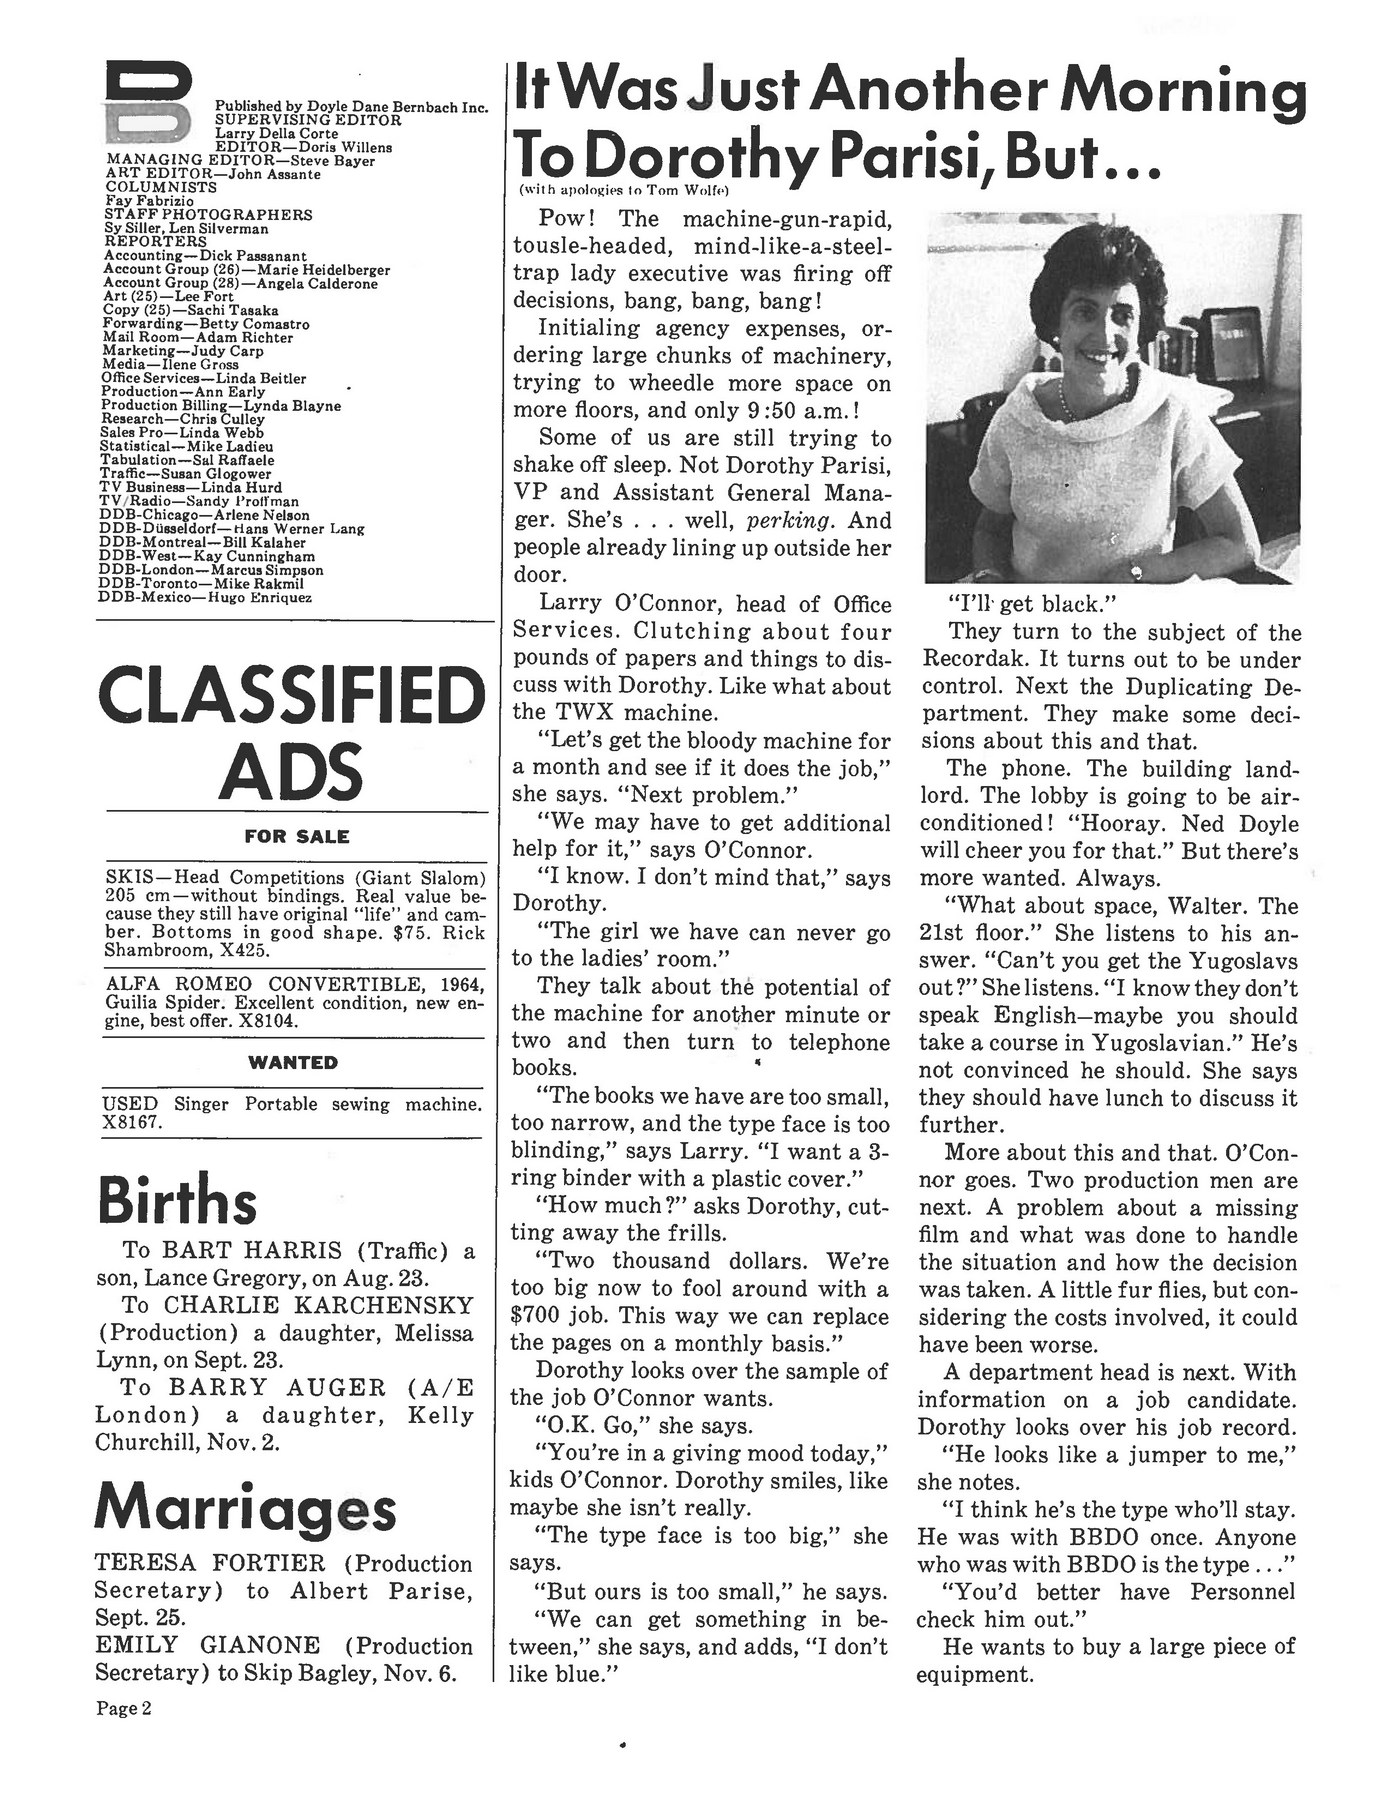 Published by Doyle Dane Bernbach Inc.
SUPERVISING EDITOR
Larry Della Corte
EDITOR—Doris Willens
MANAGING EDITOR—Steve Bayer
ART EDITOR—John Assante
COLUMNISTS
Fay Fabrizio
STAFF PHOTOGRAPHERS
Sy Siller, Len Silverman
REPORTERS
Accounting—Dick Passanant
Account Group (26)—Marie Heidelberger
Account Group (28)—Angela Calderone
Art (25)—Lee Fort
Copy (25)—Sachi Tasaka
Forwarding—Betty Comastro
Mail Room—Adam Richter
Marketing—Judy Carp
Media—Ilene Gross
Office Services—Linda Beitler
Production—Ann Early
Production Billing—Lynda Blayne
Research—Chris Culley
Sales Pro—Linda Webb
Statistical—Mike Ladieu
Tabulation—Sal Raffaele
Traffic—Susan Glogower
TV Business—Linda Hurd
TV/Radio—Sandy Proffman
DDB-Chicago—Arlene Nelson
DDB-Düsseldorf—Hans Werner Lang
DDB-Montreal—Bill Kalaher
DDB-West—Kay Cunningham
DDB-London—Marcus Simpson
DDB-Toronto—Mike Rakmil
DDB-Mexico—Hugo Enriquez
CLASSIFIED
ADS
FOR SALE
SKIS—Head Competitions (Giant Slalom)
205 cm—without bindings. Real value be-
cause they still have original "life" and cam-
ber. Bottoms in good shape. $75. Rick
Shambroom, X425.
ALFA ROMEO CONVERTIBLE, 1964,
Guilia Spider. Excellent condition, new en-
gine, best offer. X8104.
WANTED
USED Singer Portable sewing machine.
X8167.
Births
To BART HARRIS (Traffic) a
son, Lance Gregory, on Aug. 23.
To CHARLIE KARCHENSKY
(Production) a daughter, Melissa
Lynn, on Sept. 23.
To BARRY AUGER (A/E
London) a daughter, Kelly
Churchill, Nov. 2.
Marriages
TERESA FORTIER (Production
Secretary) to Albert Parise,
Sept. 25.
EMILY GIANONE (Production
Secretary) to Skip Bagley, Nov. 6.
Page 2
It Was Just Another Morning
To Dorothy Parisi, But...
(with apologies to Tom Wolfe)
Pow! The machine-gun-rapid,
tousle-headed, mind-like-a-steel-
trap lady executive was firing off
decisions, bang, bang, bang!
Initialing agency expenses, or-
dering large chunks of machinery,
trying to wheedle more space on
more floors, and only 9:50 a.m.!
Some of us are still trying to
shake off sleep. Not Dorothy Parisi,
VP and Assistant General Mana-
ger. She's . . . well, perking. And
people already lining up outside her
door.
Larry O'Connor, head of Office
Services. Clutching about four
pounds of papers and things to dis-
cuss with Dorothy. Like what about
the TWX machine.
"Let's get the bloody machine for
a month and see if it does the job,"
she says. "Next problem."
"We may have to get additional
help for it," says O'Connor.
"I know. I don't mind that," says
Dorothy.
"The girl we have can never go
to the ladies' room."
They talk about the potential of
the machine for another minute or
two and then turn to telephone
books.
"The books we have are too small,
too narrow, and the type face is too
blinding," says Larry. "I want a 3-
ring binder with a plastic cover."
"How much?" asks Dorothy, cut-
ting away the frills.
"Two thousand dollars. We're
too big now to fool around with a
$700 job. This way we can replace
the pages on a monthly basis."
Dorothy looks over the sample of
the job O'Connor wants.
"O.K. Go," she says.
"You're in a giving mood today,"
kids O'Connor. Dorothy smiles, like
maybe she isn't really.
"The type face is too big," she
says.
"But ours is too small," he says.
"We can get something in be-
tween," she says, and adds, "I don't
like blue."
"I'll get black."
They turn to the subject of the
Recordak. It turns out to be under
control. Next the Duplicating De-
partment. They make some deci-
sions about this and that.
The phone. The building land-
lord. The lobby is going to be air-
conditioned! "Hooray. Ned Doyle
will cheer you for that." But there's
more wanted. Always.
"What about space, Walter. The
21st floor." She listens to his an-
swer. "Can't you get the Yugoslavs
out?" She listens. "I know they don't
speak English—maybe you should
take a course in Yugoslavian." He's
not convinced he should. She says
they should have lunch to discuss it
further.
More about this and that. O'Con-
nor goes. Two production men are
next. A problem about a missing
film and what was done to handle
the situation and how the decision
was taken. A little fur flies, but con-
sidering the costs involved, it could
have been worse.
A department head is next. With
information on a job candidate.
Dorothy looks over his job record.
"He looks like a jumper to me,"
she notes.
"I think he's the type who'll stay.
He was with BBDO once. Anyone
who was with BBDO is the type . . ."
"You'd better have Personnel
check him out."
He wants to buy a large piece of
equipment.